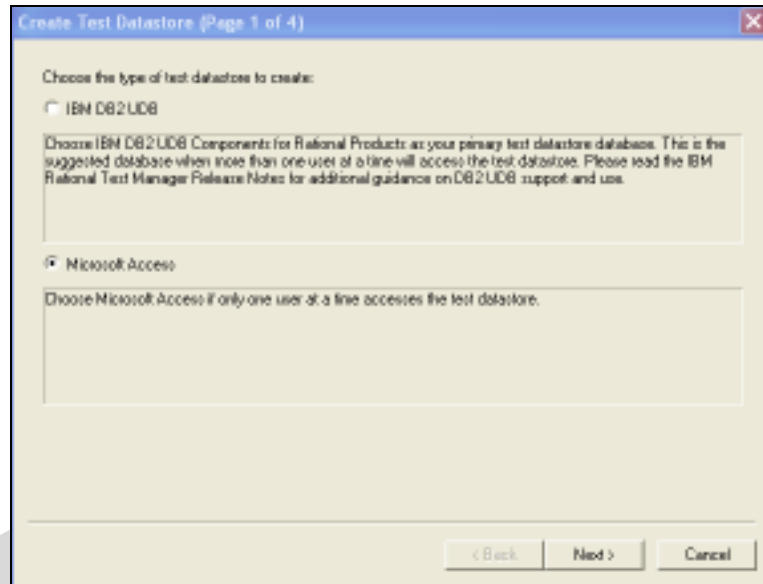 Create Test Datastore (Page 1 of 4)
Choose the type of test datastore to create:
IBM DB2 UDB
Choose IBM DB2 UDB Components for Rational Products as your primary test datastore database. This is the
suggested database when more than one user at a time will access the test datastore. Please read the IBM
Rational Test Manager Release Notes for additional guidance on DB2 UDB support and use.
Microsoft Access
Choose Microsoft Access if only one user at a time accesses the test datastore.
< Back
Next >
Cancel